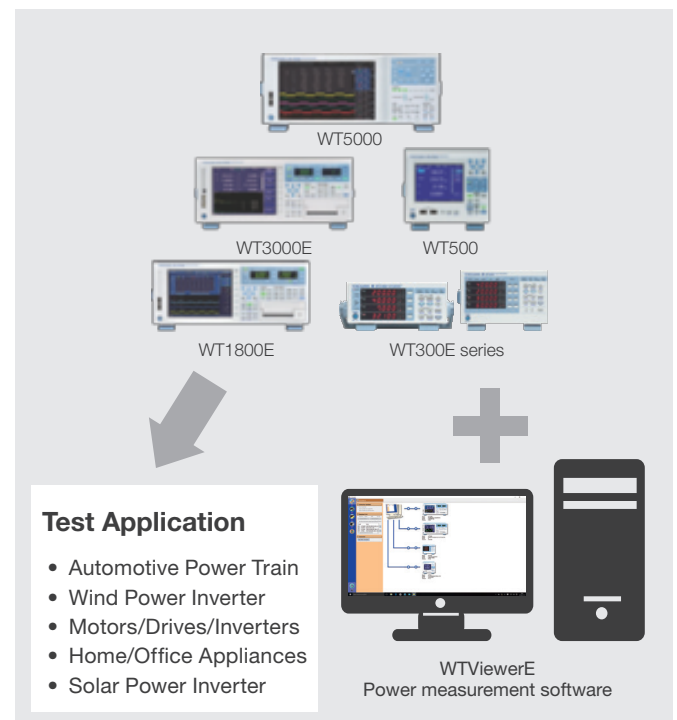 WT5000
WT3000E
WT500
WT1800E
WT300E series
Test Application
• Automotive Power Train
• Wind Power Inverter
• Motors/Drives/Inverters
• Home/Office Appliances
• Solar Power Inverter
WTViewerE
Power measurement software